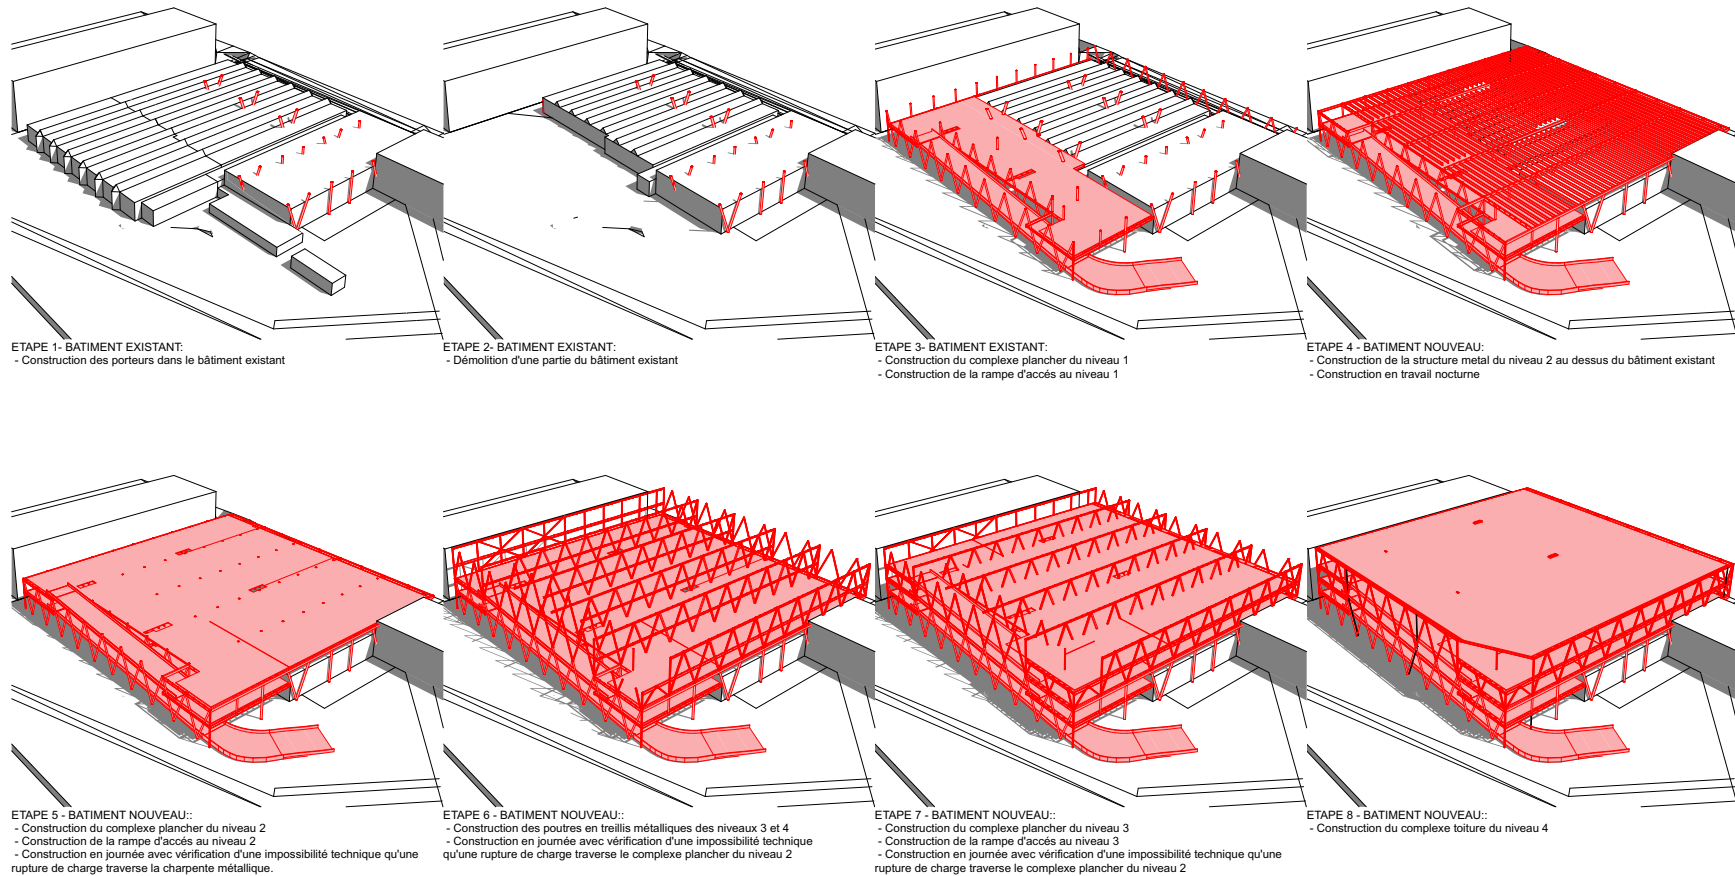 ETAPE 1- BATIMENT EXISTANT:
- Construction des porteurs dans le bâtiment existant
ETAPE 2- BATIMENT EXISTANT:
- Démolition d'une partie du bâtiment existant
ETAPE 3- BATIMENT EXISTANT:
- Construction du complexe plancher du niveau 1
- Construction de la rampe d'accés au niveau 1
ETAPE 4 - BATIMENT NOUVEAU:
- Construction de la structure metal du niveau 2 au dessus du bâtiment existant
- Construction en travail nocturne
ETAPE 5 - BATIMENT NOUVEAU::
- Construction du complexe plancher du niveau 2
- Construction de la rampe d'accés au niveau 2
- Construction en journée avec vérification d'une impossibilité technique qu'une
rupture de charge traverse la charpente métallique.
ETAPE 6 - BATIMENT NOUVEAU::
- Construction des poutres en treillis métalliques des niveaux 3 et 4
- Construction en journée avec vérification d'une impossibilité technique
qu'une rupture de charge traverse le complexe plancher du niveau 2
ETAPE 7 - BATIMENT NOUVEAU::
- Construction du complexe plancher du niveau 3
- Construction de la rampe d'accés au niveau 3
- Construction en journée avec vérification d'une impossibilité technique qu'une
rupture de charge traverse le complexe plancher du niveau 2
ETAPE 8 - BATIMENT NOUVEAU::
- Construction du complexe toiture du niveau 4